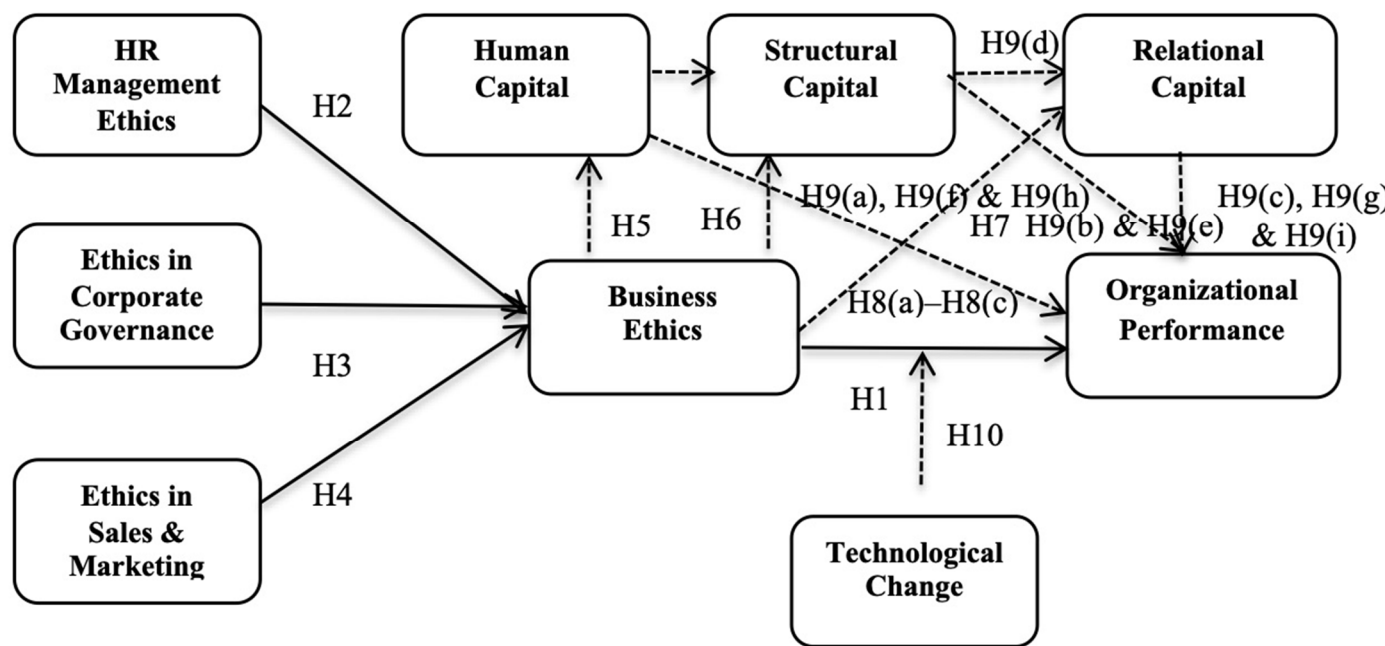 HR
Management
Ethics
H2
Human
Capital
Structural
Capital
H9(d)
Relational
Capital
H5
H6
H9(a), H9(f) & H9(h)
H7 H9(b) & H9(e)
H9(c), H9(g)
& H9(i)
Ethics in
Corporate
Governance
H3
Business
Ethics
H8(a)–H8(c)
Organizational
Performance
H1
H10
H4
Ethics in
Sales &
Marketing
Technological
Change